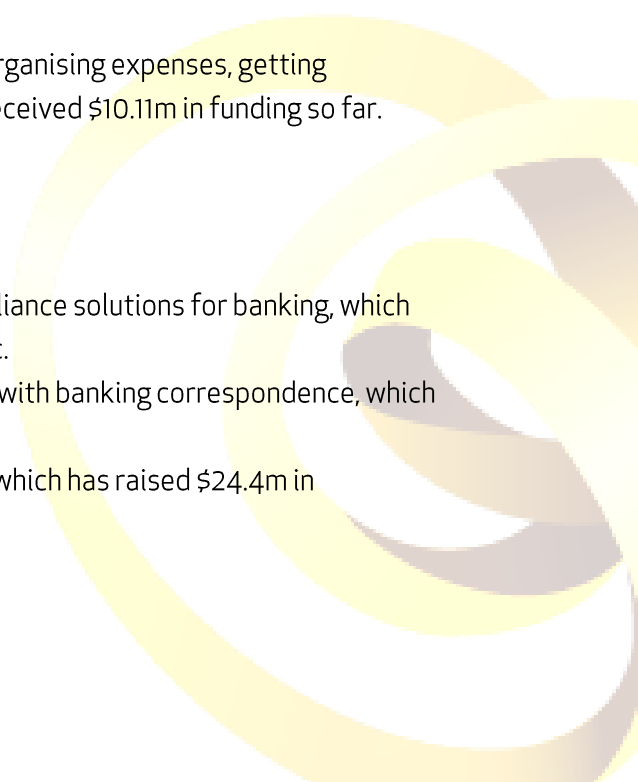 rganising expenses, getting
eceived $10.11m in funding so far.
liance solutions for banking, which
.
with banking correspondence, which
which has raised $24.4m in